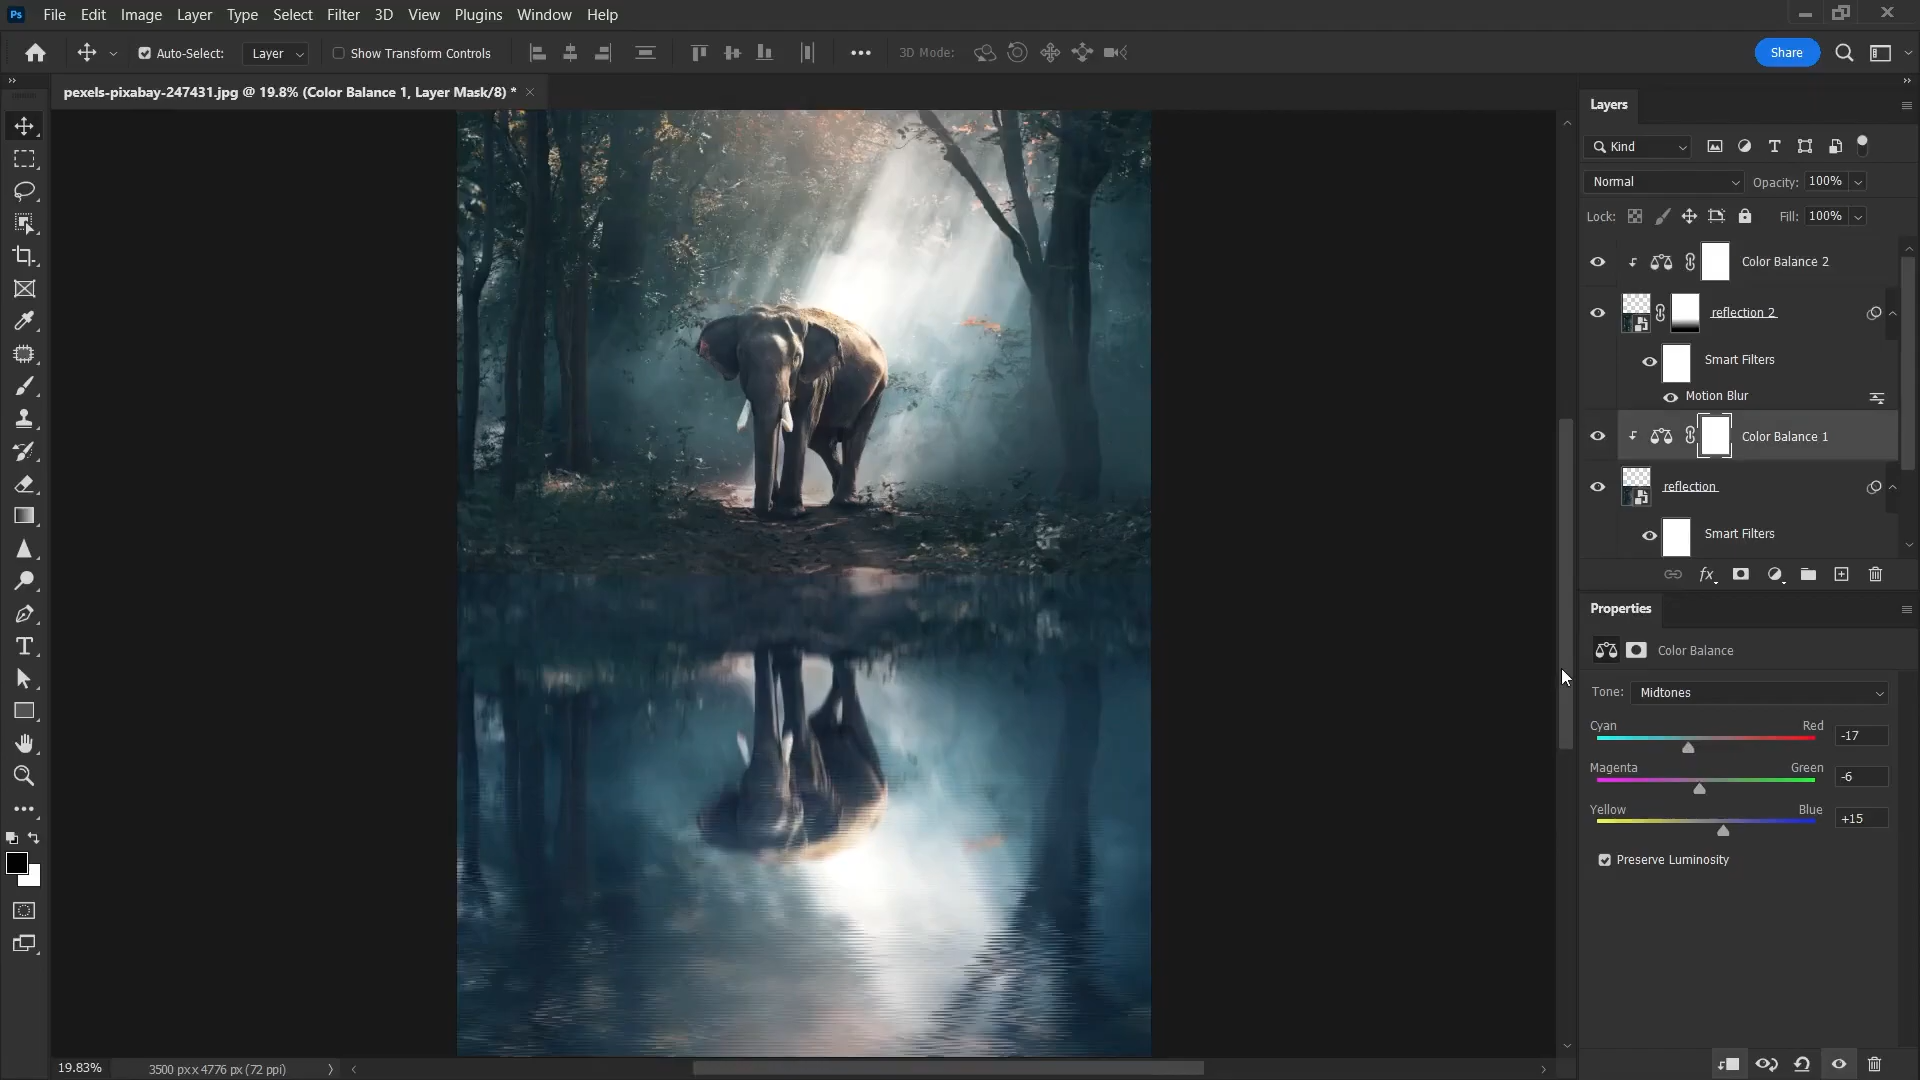 Ps File Edit Image Layer Type Select Filter 3D View Plugins Window Help
Auto-Select: Layer Show Transform Controls 3D Mode: Share
pexels-pixabay-247431.jpg @ 19.8% (Color Balance 1, Layer Mask/8) *
Layers
Kind
Normal Opacity: 100%
Lock: Fill: 100%
Color Balance 2
reflection 2
Smart Filters
Motion Blur
Color Balance 1
reflection
Smart Filters
fx
Properties
Color Balance
Tone: Midtones
Cyan Red -17
Magenta Green -6
Yellow Blue +15
Preserve Luminosity
19.83% 3500 px x 4776 px (72 ppi)